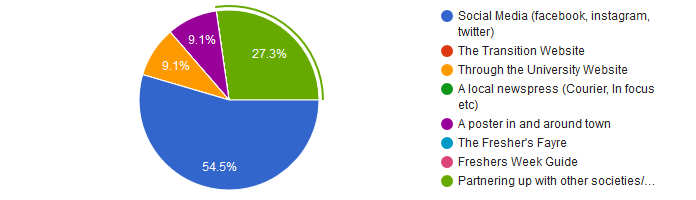 9.1%
27.3%
9.1%
54.5%
Social Media (facebook, instagram,
twitter)
The Transition Website
Through the University Website
A local newspress (Courier, In focus
etc)
A poster in and around town
The Fresher's Fayre
Freshers Week Guide
Partnering up with other societies/...